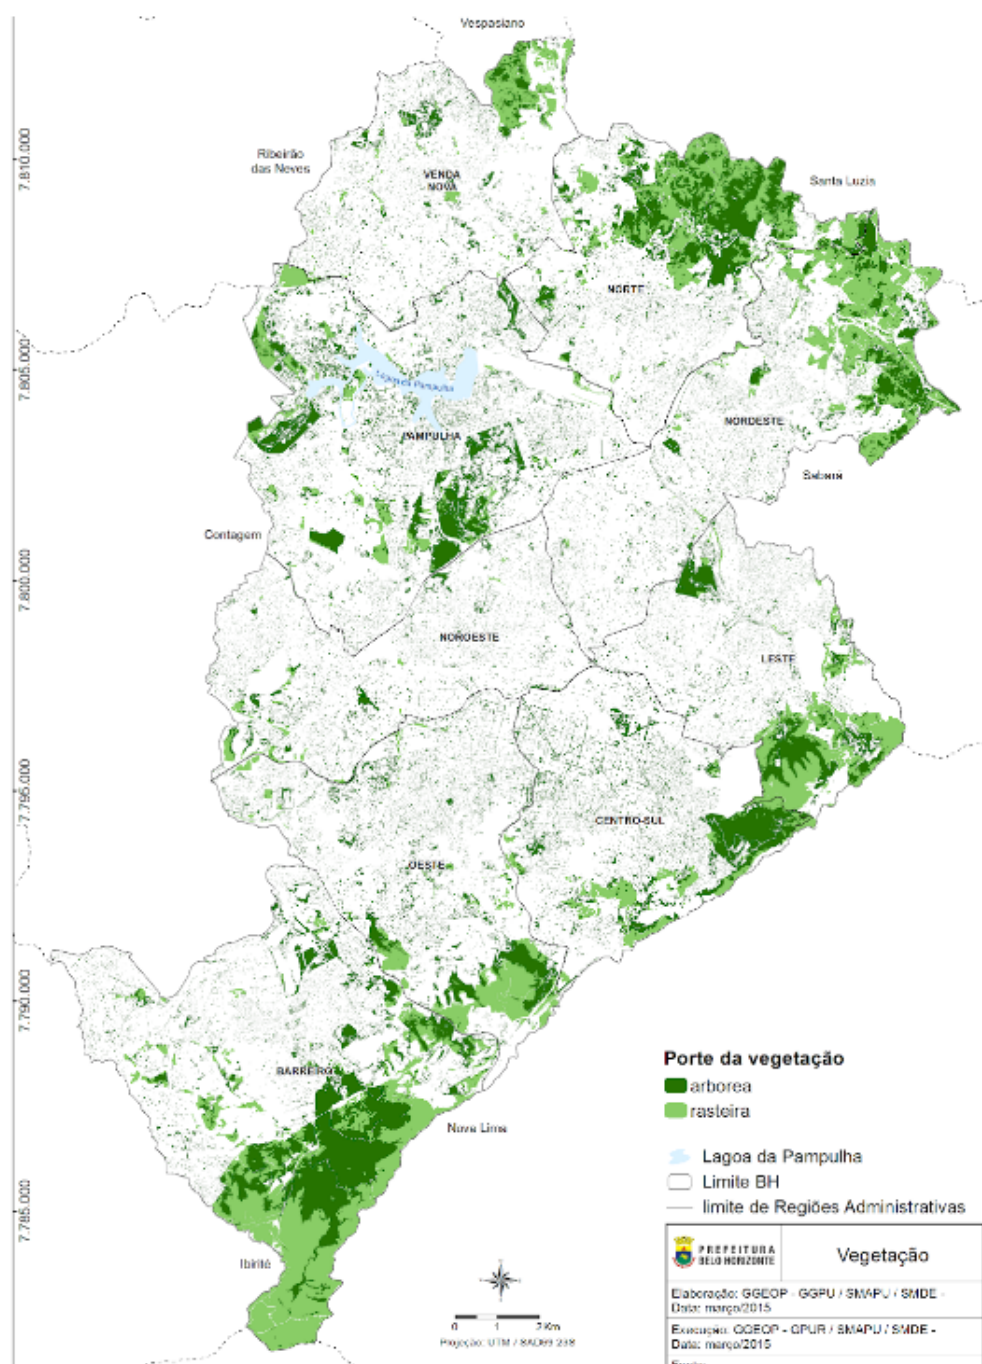 Vespasiano
7.810.000
Ribeirão
das Neves
VENDA
NOVA
Santa Luzia
NORTE
7.805.000
Lagoa da Pampulha
PAMPULHA
NORDESTE
Sabará
Contagem
7.800.000
NOROESTE
LESTE
7.795.000
CENTRO-SUL
OESTE
7.790.000
BARREIRO
Nova Lima
7.785.000
Ibirité
0 1 2 Km
Projeção: UTM / SAD69 23S
Porte da vegetação
arborea
rasteira
Lagoa da Pampulha
Limite BH
limite de Regiões Administrativas
PREFEITURA
BELO HORIZONTE
Vegetação
Elaboração: GGEOP - GGPU / SMAPU / SMDE -
Data: março/2015
Execução: GGEOP - GPUR / SMAPU / SMDE -
Data: março/2015